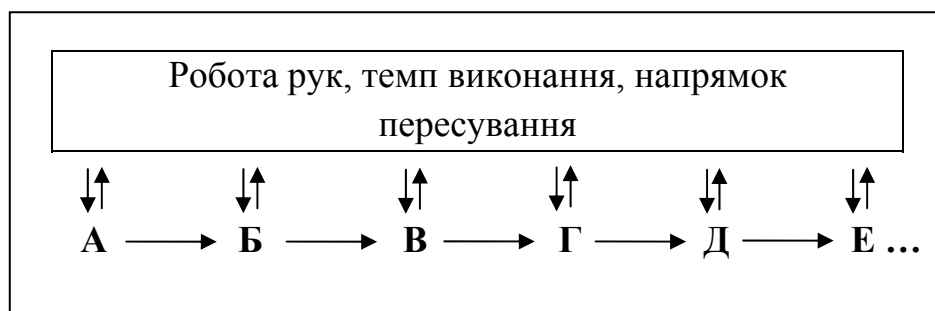 Робота рук, темп виконання, напрямок
пересування
А Б В Г Д Е ...